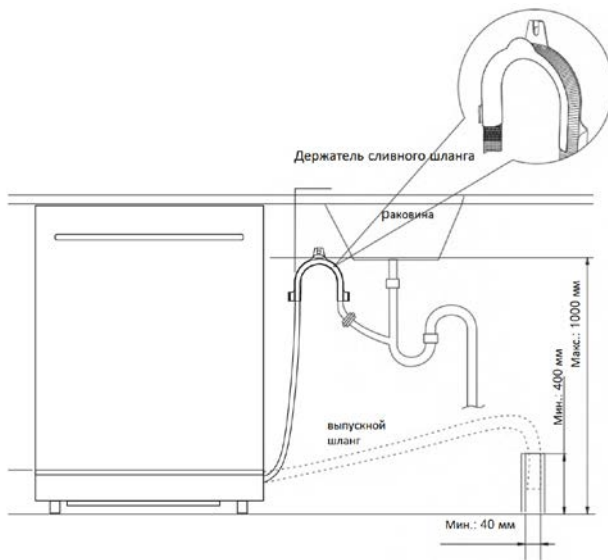 Держатель сливного шланга
раковина
выпускной
шланг
Мин.: 400 мм
Макс.: 1000 мм
Мин.: 40 мм